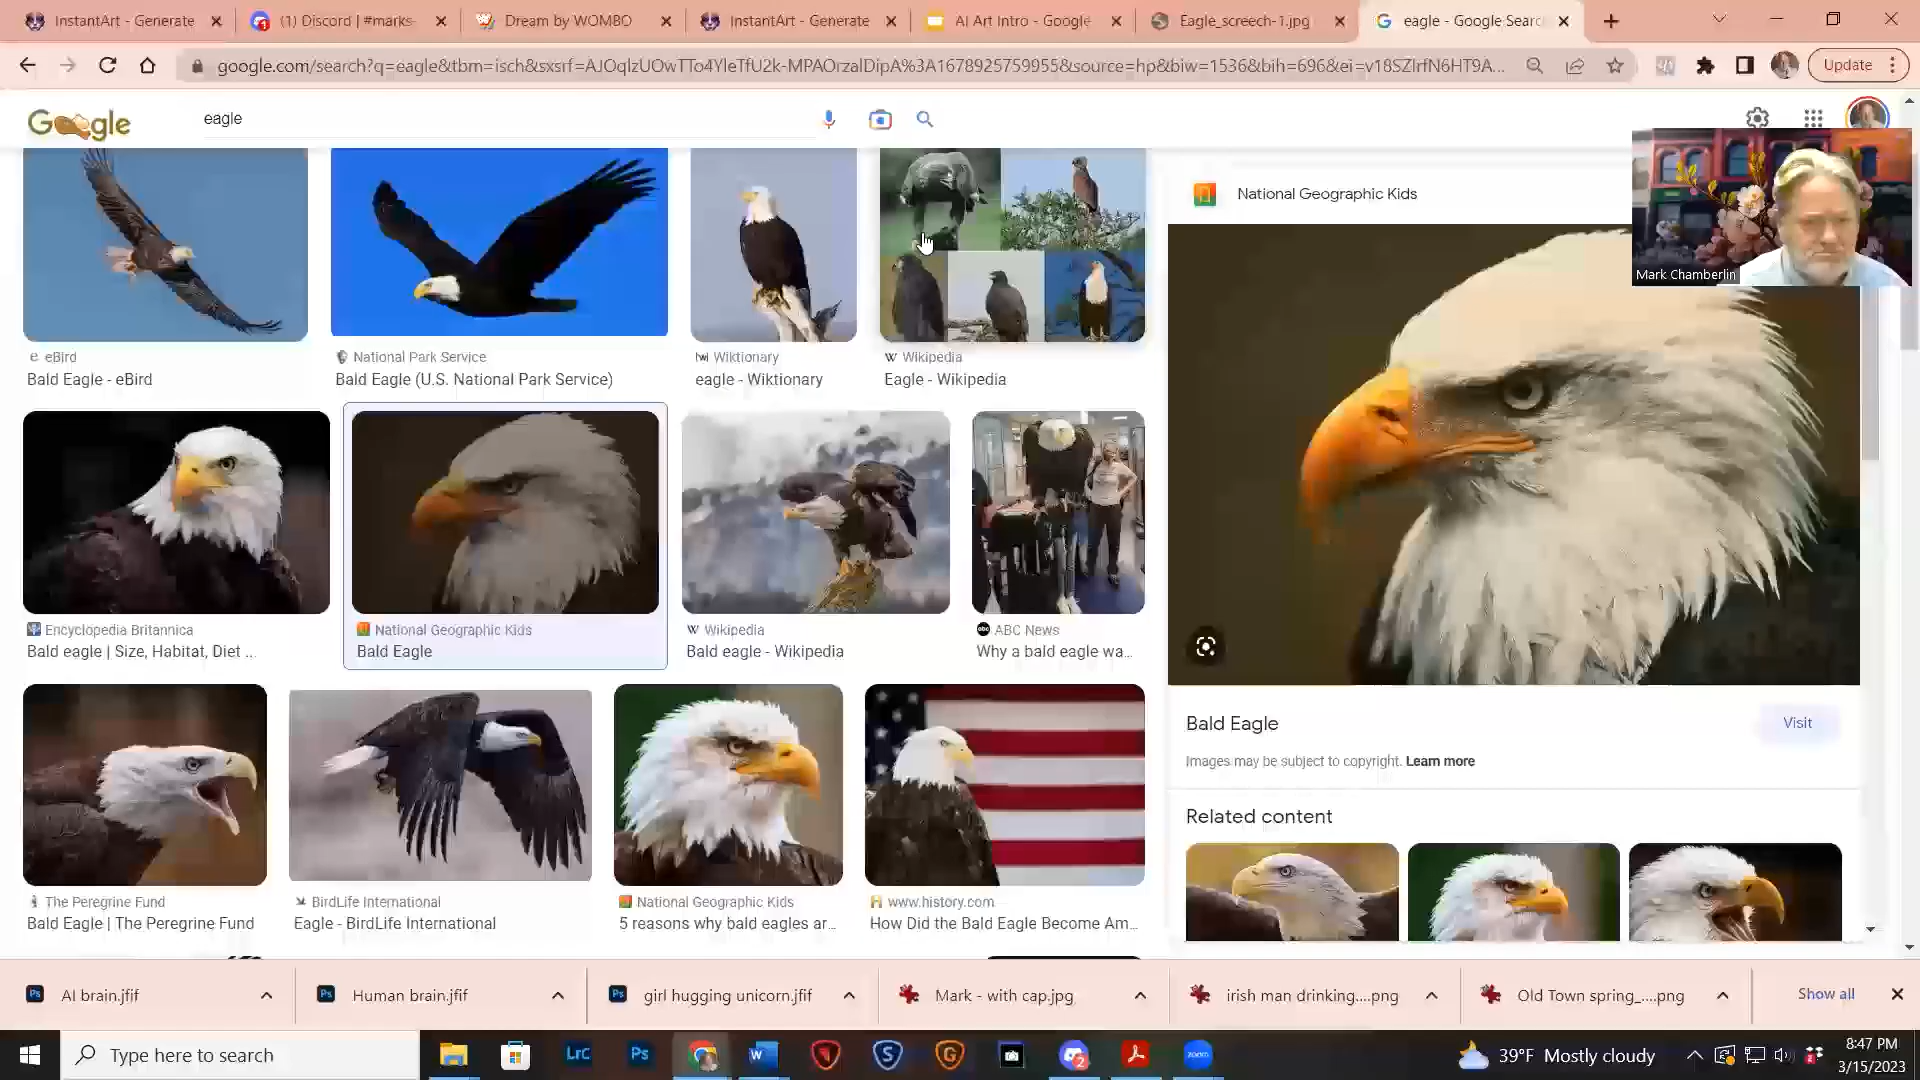 InstantArt - Generate
(1) Discord | #marks-
Dream by WOMBO
InstantArt - Generate
AI Art Intro - Google
Eagle_screech-1.jpg
eagle - Google Search
google.com/search?q=eagle&tbm=isch&sxsrf=AJOqlzUOwTTo4YleTfU2k-MPAOrzalDipA%3A1678925759955&source=hp&biw=1536&bih=696&ei=v18SZIrfN6HT9A...
Update
Google
eagle
National Geographic Kids
Mark Chamberlin
eBird
Bald Eagle - eBird
National Park Service
Bald Eagle (U.S. National Park Service)
Wiktionary
eagle - Wiktionary
Wikipedia
Eagle - Wikipedia
Encyclopedia Britannica
Bald eagle | Size, Habitat, Diet ...
National Geographic Kids
Bald Eagle
Wikipedia
Bald eagle - Wikipedia
abc ABC News
Why a bald eagle wa...
Bald Eagle
Visit
Images may be subject to copyright. Learn more
Related content
The Peregrine Fund
Bald Eagle | The Peregrine Fund
BirdLife International
Eagle - BirdLife International
National Geographic Kids
5 reasons why bald eagles ar...
www.history.com
How Did the Bald Eagle Become Am...
AI brain.jfif
Human brain.jfif
girl hugging unicorn.jfif
Mark - with cap.jpg
irish man drinking....png
Old Town spring_....png
Show all
Type here to search
LrC
Ps
W
S
G
2
zoom
39°F Mostly cloudy
8:47 PM
3/15/2023